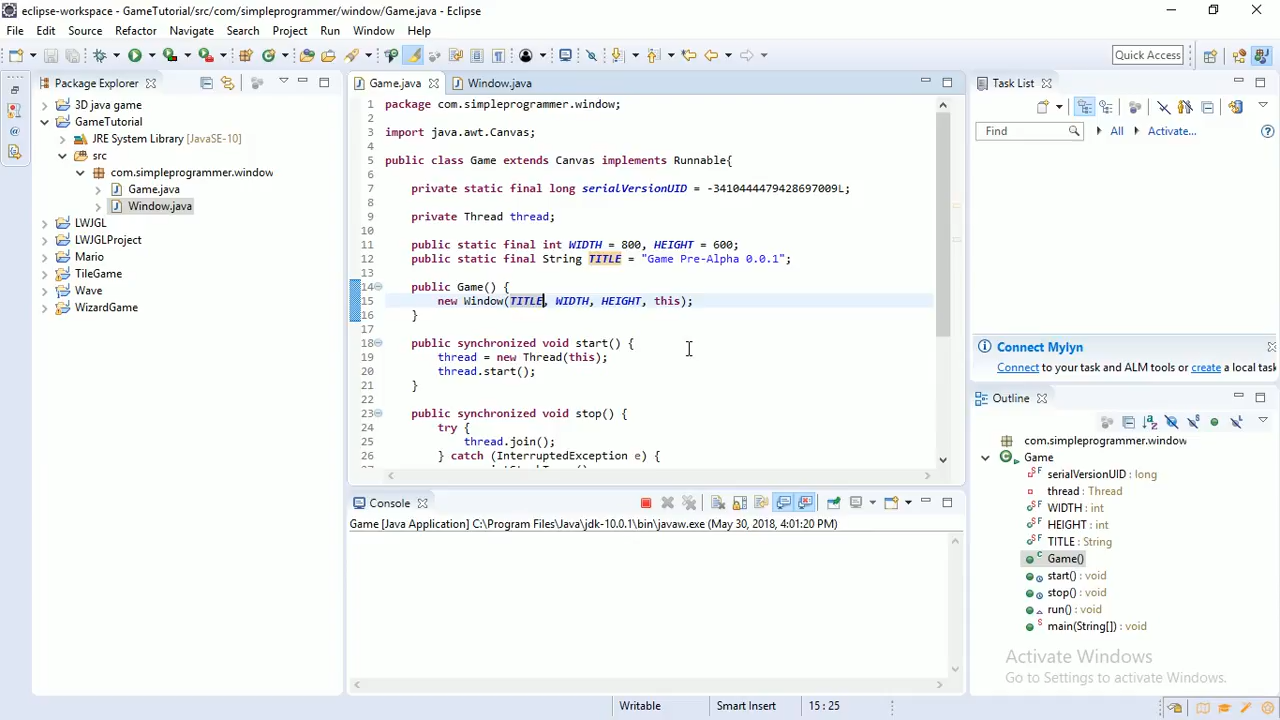 eclipse-workspace - GameTutorial/src/com/simpleprogrammer/window/Game.java - Eclipse
File Edit Source Refactor Navigate Search Project Run Window Help
Quick Access
Package Explorer
3D java game
GameTutorial
JRE System Library [JavaSE-10]
src
com.simpleprogrammer.window
Game.java
Window.java
LWJGL
LWJGLProject
Mario
TileGame
Wave
WizardGame
Game.java Window.java
1 package com.simpleprogrammer.window;
2
3 import java.awt.Canvas;
4
5 public class Game extends Canvas implements Runnable{
6
7 private static final long serialVersionUID = -3410444479428697009L;
8
9 private Thread thread;
10
11 public static final int WIDTH = 800, HEIGHT = 600;
12 public static final String TITLE = "Game Pre-Alpha 0.0.1";
13
14 public Game() {
15 new Window(TITLE, WIDTH, HEIGHT, this);
16 }
17
18 public synchronized void start() {
19 thread = new Thread(this);
20 thread.start();
21 }
22
23 public synchronized void stop() {
24 try {
25 thread.join();
26 } catch (InterruptedException e) {
Console
Game [Java Application] C:\Program Files\Java\jdk-10.0.1\bin\javaw.exe (May 30, 2018, 4:01:20 PM)
Task List
Find All Activate...
Connect Mylyn
Connect to your task and ALM tools or create a local task
Outline
com.simpleprogrammer.window
Game
serialVersionUID : long
thread : Thread
WIDTH : int
HEIGHT : int
TITLE : String
Game()
start() : void
stop() : void
run() : void
main(String[]) : void
Activate Windows
Go to Settings to activate Windows.
Writable Smart Insert 15 : 25